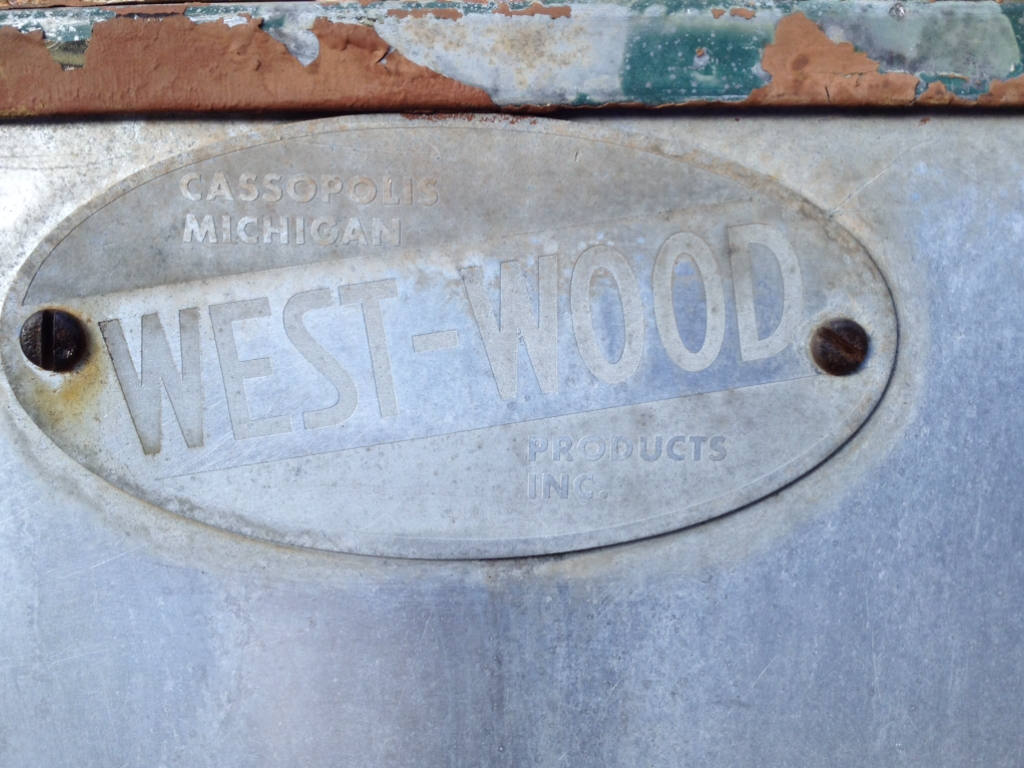 CASSOPOLIS
MICHIGAN
WEST-WOOD
PRODUCTS
INC.